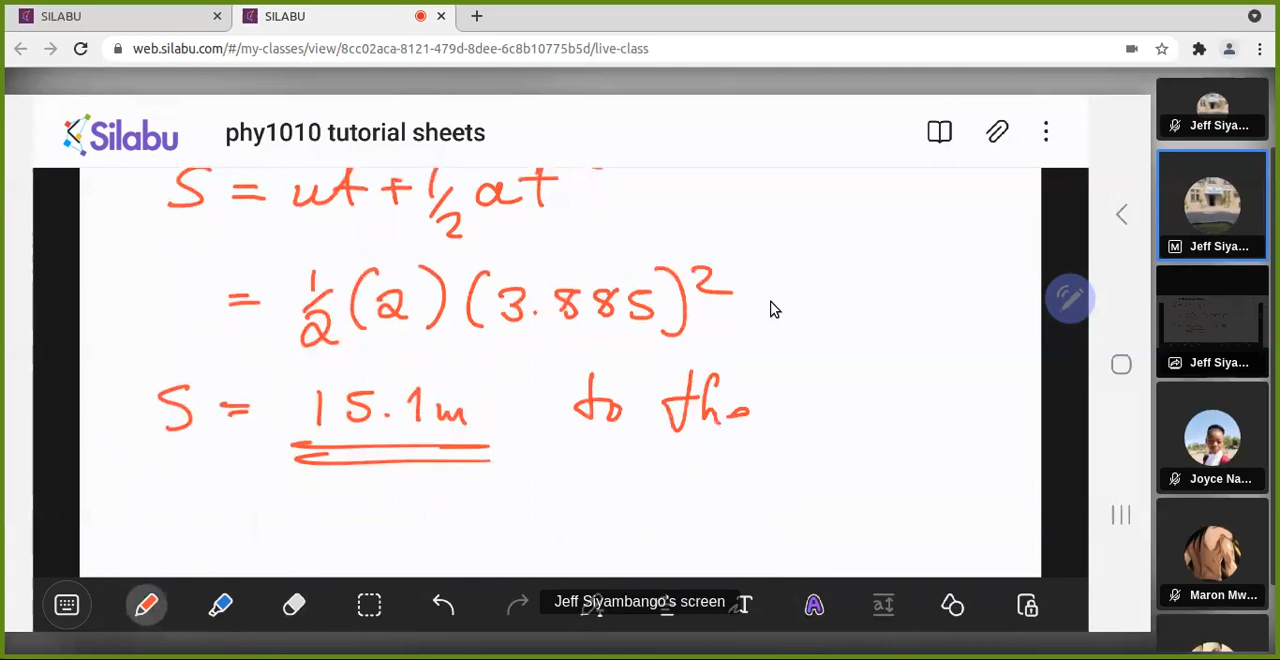 SILABU
SILABU
web.silabu.com/#/my-classes/view/8cc02aca-8121-479d-8dee-6c8b10775b5d/live-class
Silabu
phy1010 tutorial sheets
S = ut + 1/2 at
= 1/2 (2) (3.885)²
S = 15.1m to the
Jeff Siyambango's screen
Jeff Siya...
M Jeff Siya...
Jeff Siya...
Joyce Na...
Maron Mw...